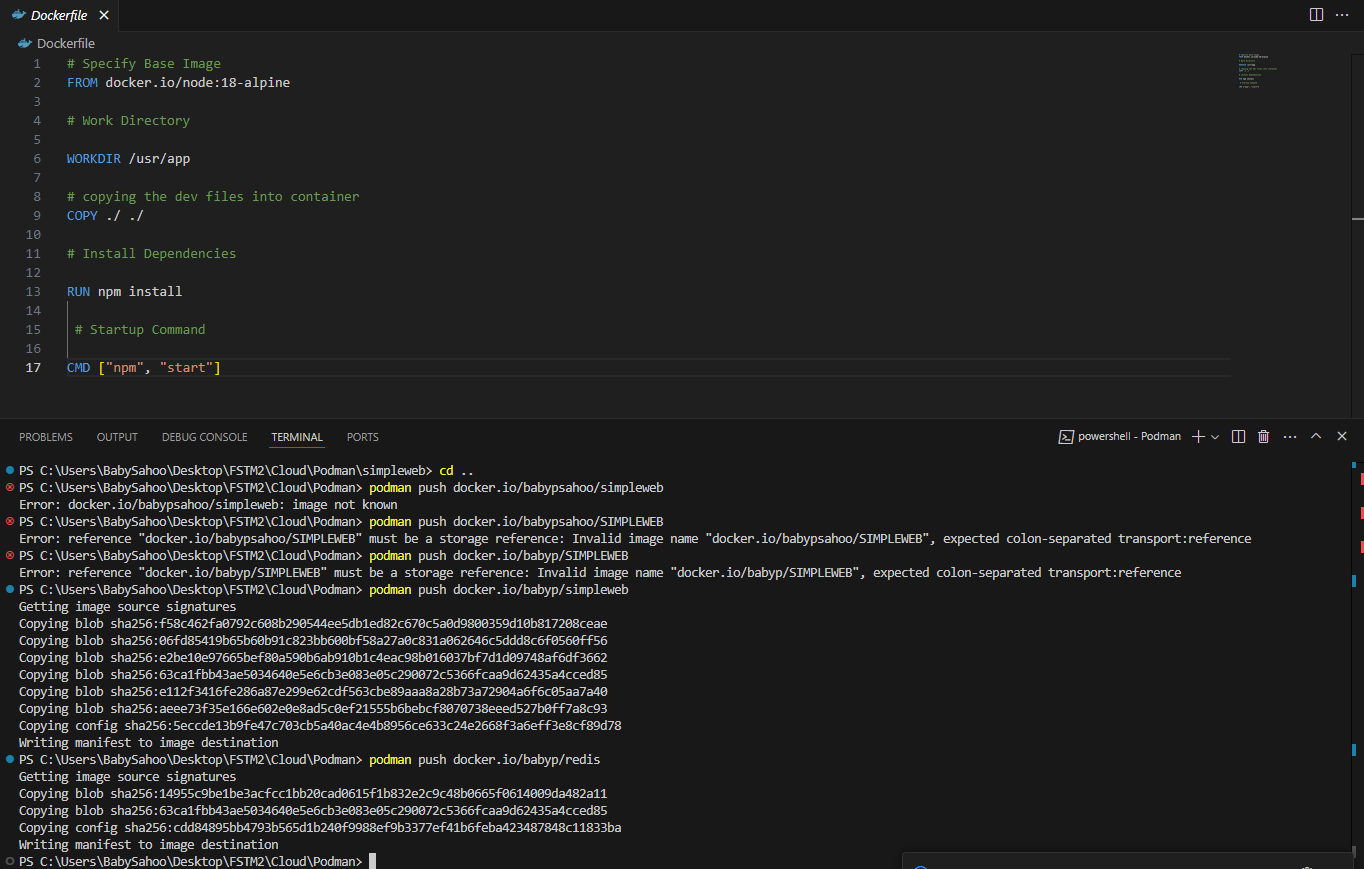 Dockerfile
Dockerfile
1 # Specify Base Image
2 FROM docker.io/node:18-alpine
3
4 # Work Directory
5
6 WORKDIR /usr/app
7
8 # copying the dev files into container
9 COPY ./ ./
10
11 # Install Dependencies
12
13 RUN npm install
14
15 # Startup Command
16
17 CMD ["npm", "start"]
PROBLEMS OUTPUT DEBUG CONSOLE TERMINAL PORTS powershell - Podman
PS C:\Users\BabySahoo\Desktop\FSTM2\Cloud\Podman\simpleweb> cd ..
PS C:\Users\BabySahoo\Desktop\FSTM2\Cloud\Podman> podman push docker.io/babypsahoo/simpleweb
Error: docker.io/babypsahoo/simpleweb: image not known
PS C:\Users\BabySahoo\Desktop\FSTM2\Cloud\Podman> podman push docker.io/babypsahoo/SIMPLEWEB
Error: reference "docker.io/babypsahoo/SIMPLEWEB" must be a storage reference: Invalid image name "docker.io/babypsahoo/SIMPLEWEB", expected colon-separated transport:reference
PS C:\Users\BabySahoo\Desktop\FSTM2\Cloud\Podman> podman push docker.io/babyp/SIMPLEWEB
Error: reference "docker.io/babyp/SIMPLEWEB" must be a storage reference: Invalid image name "docker.io/babyp/SIMPLEWEB", expected colon-separated transport:reference
PS C:\Users\BabySahoo\Desktop\FSTM2\Cloud\Podman> podman push docker.io/babyp/simpleweb
Getting image source signatures
Copying blob sha256:f58c462fa0792c608b290544ee5db1ed82c670c5a0d9800359d10b817208ceae
Copying blob sha256:06fd85419b65b60b91c823bb600bf58a27a0c831a062646c5ddd8c6f0560ff56
Copying blob sha256:e2be10e97665bef80a590b6ab910b1c4eac98b016037bf7d1d09748af6df3662
Copying blob sha256:63ca1fbb43ae5034640e5e6cb3e083e05c290072c5366fcaa9d62435a4cced85
Copying blob sha256:e112f3416fe286a87e299e62cdf563cbe89aaa8a28b73a72904a6f6c05aa7a40
Copying blob sha256:aeee73f35e166e602e0e8ad5c0ef21555b6bebcf8070738eeed527b0ff7a8c93
Copying config sha256:5eccde13b9fe47c703cb5a40ac4e4b8956ce633c24e2668f3a6eff3e8cf89d78
Writing manifest to image destination
PS C:\Users\BabySahoo\Desktop\FSTM2\Cloud\Podman> podman push docker.io/babyp/redis
Getting image source signatures
Copying blob sha256:14955c9be1be3acfcc1bb20cad0615f1b832e2c9c48b0665f0614009da482a11
Copying blob sha256:63ca1fbb43ae5034640e5e6cb3e083e05c290072c5366fcaa9d62435a4cced85
Copying config sha256:cdd84895bb4793b565d1b240f9988ef9b3377ef41b6feba423487848c11833ba
Writing manifest to image destination
PS C:\Users\BabySahoo\Desktop\FSTM2\Cloud\Podman>